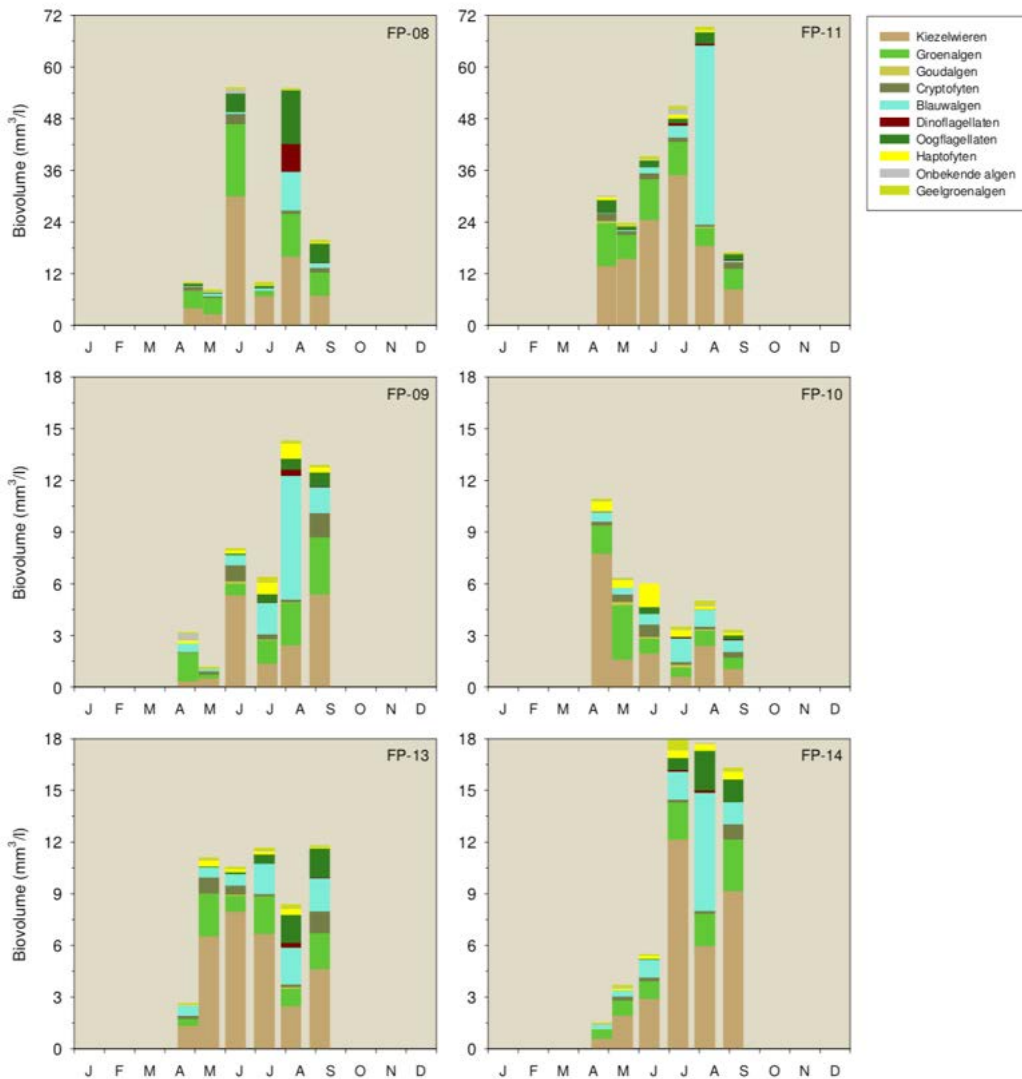 FP-08
72
60
48
36
24
12
0
Biovolume (mm³/l)
J F M A M J J A S O N D
FP-11
72
60
48
36
24
12
0
J F M A M J J A S O N D
Kiezelwieren
Groenalgen
Goudalgen
Cryptofyten
Blauwalgen
Dinoflagellaten
Oogflagellaten
Haptofyten
Onbekende algen
Geelgroenalgen
FP-09
18
15
12
9
6
3
0
Biovolume (mm³/l)
J F M A M J J A S O N D
FP-10
18
15
12
9
6
3
0
J F M A M J J A S O N D
FP-13
18
15
12
9
6
3
0
Biovolume (mm³/l)
J F M A M J J A S O N D
FP-14
18
15
12
9
6
3
0
J F M A M J J A S O N D